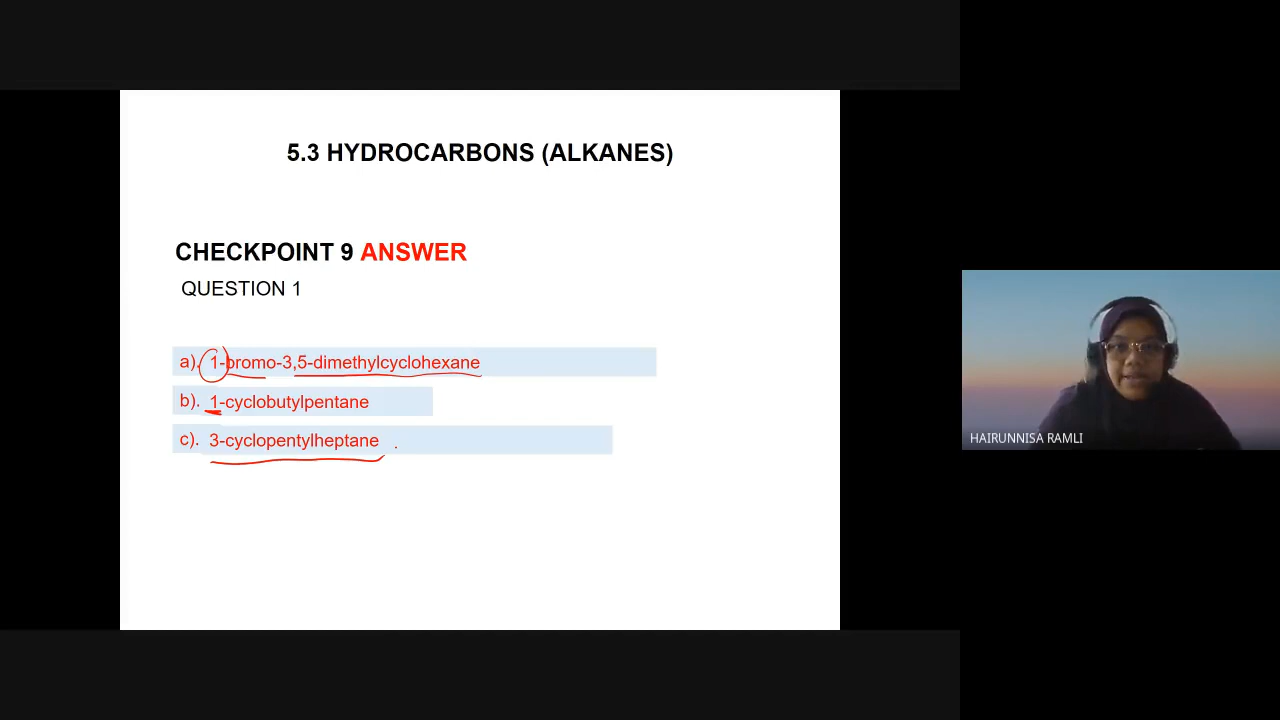 5.3 HYDROCARBONS (ALKANES)
CHECKPOINT 9 ANSWER
QUESTION 1
a). 1-bromo-3,5-dimethylcyclohexane
b). 1-cyclobutylpentane
c). 3-cyclopentylheptane
HAIRUNNISA RAMLI